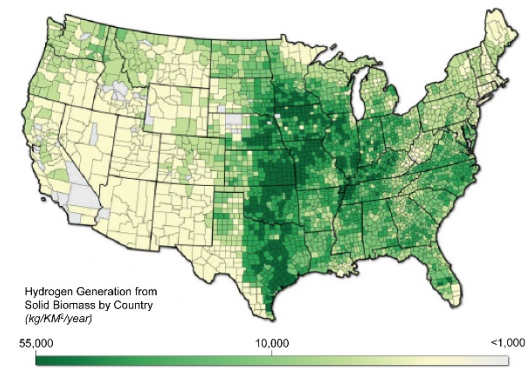 Hydrogen Generation from
Solid Biomass by Country
(kg/KM²/year)
55,000 10,000 <1,000